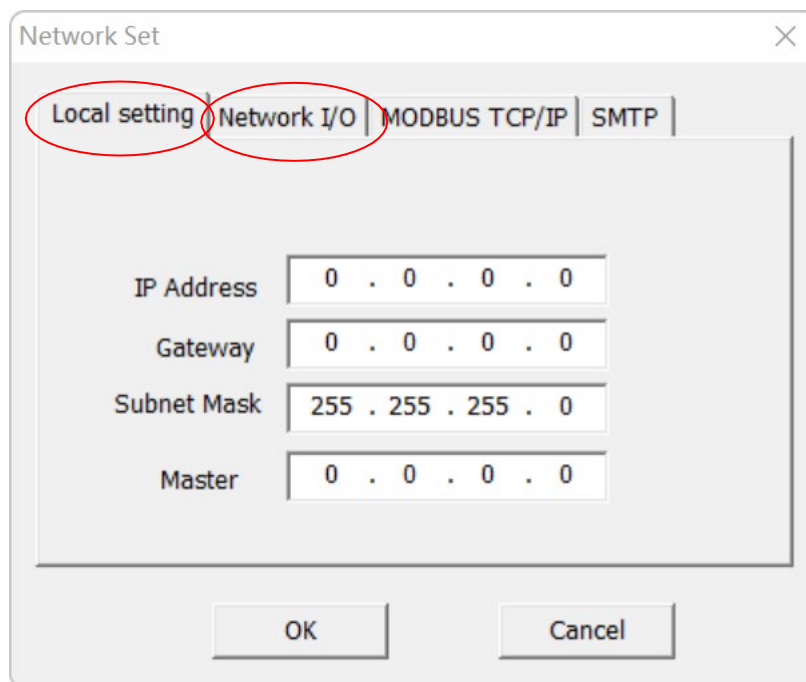 Network Set
Local setting Network I/O MODBUS TCP/IP SMTP
IP Address 0 . 0 . 0 . 0
Gateway 0 . 0 . 0 . 0
Subnet Mask 255 . 255 . 255 . 0
Master 0 . 0 . 0 . 0
OK Cancel